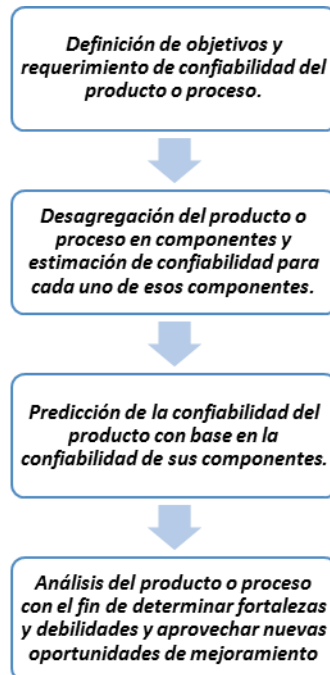 Definición de objetivos y
requerimiento de confiabilidad del
producto o proceso.
Desagregación del producto o
proceso en componentes y
estimación de confiabilidad para
cada uno de esos componentes.
Predicción de la confiabilidad del
producto con base en la
confiabilidad de sus componentes.
Análisis del producto o proceso
con el fin de determinar fortalezas
y debilidades y aprovechar nuevas
oportunidades de mejoramiento